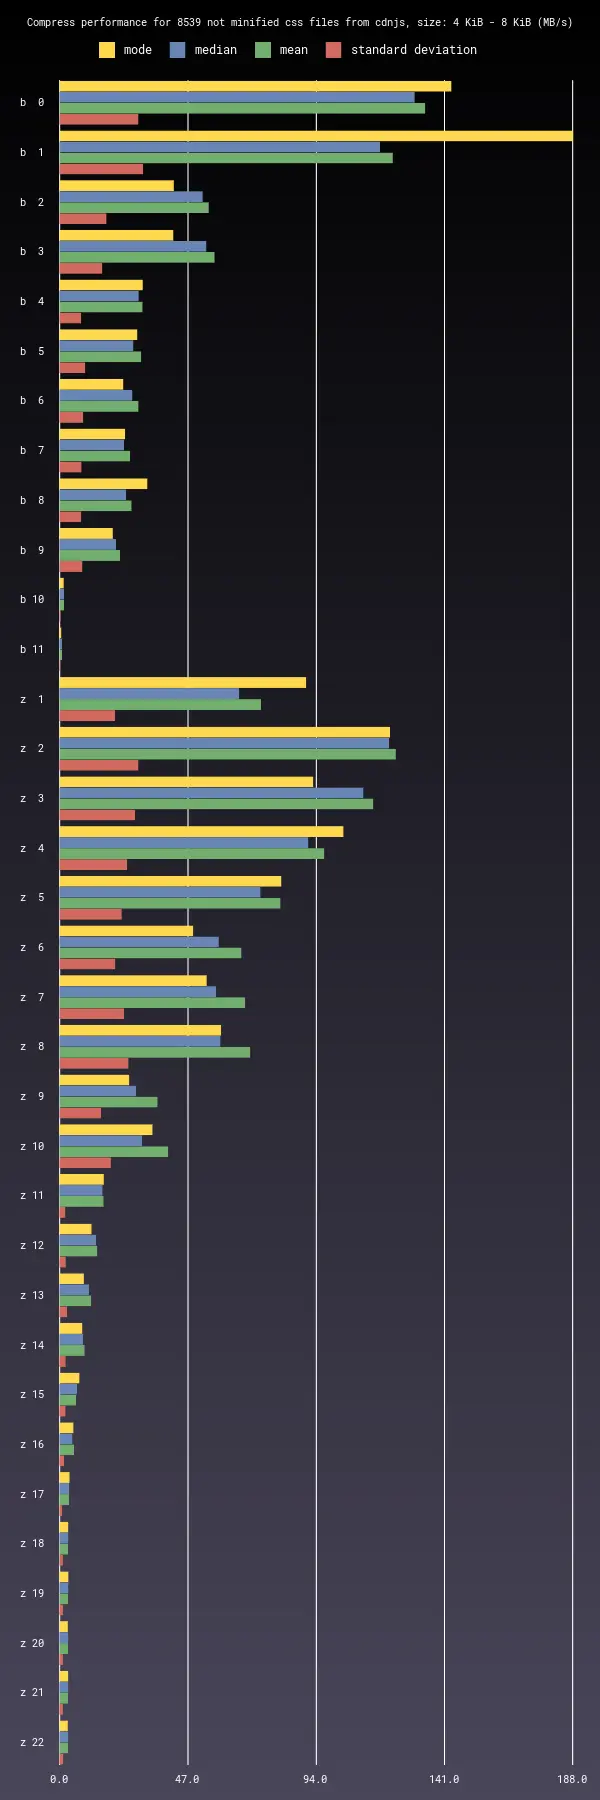 Compress performance for 8539 not minified css files from cdnjs, size: 4 KiB - 8 KiB (MB/s)
mode median mean standard deviation
b 0
b 1
b 2
b 3
b 4
b 5
b 6
b 7
b 8
b 9
b 10
b 11
z 1
z 2
z 3
z 4
z 5
z 6
z 7
z 8
z 9
z 10
z 11
z 12
z 13
z 14
z 15
z 16
z 17
z 18
z 19
z 20
z 21
z 22
0.0 47.0 94.0 141.0 188.0